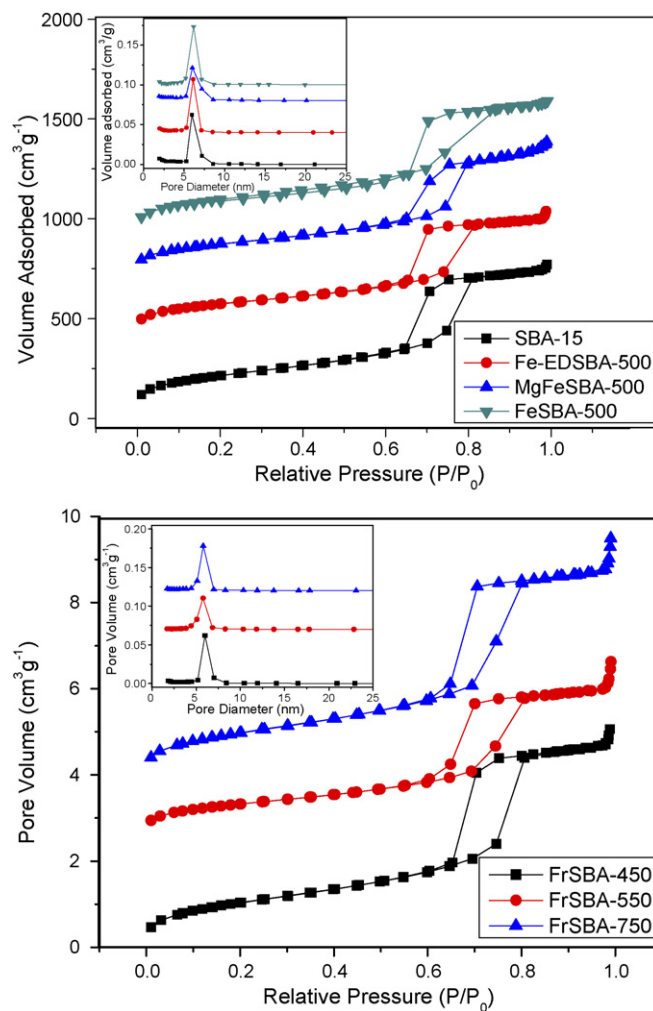 2000
1500
1000
500
0
Volume Adsorbed (cm³g⁻¹)
0.0 0.2 0.4 0.6 0.8 1.0
Relative Pressure (P/P₀)
0.15
0.10
0.05
0.00
Volume adsorbed (cm³/g)
5 10 15 20 25
Pore Diameter (nm)
SBA-15
Fe-EDSBA-500
MgFeSBA-500
FeSBA-500
10
8
6
4
2
0
Pore Volume (cm³g⁻¹)
0.0 0.2 0.4 0.6 0.8 1.0
Relative Pressure (P/P₀)
0.20
0.15
0.10
0.05
0.00
Pore Volume (cm³g⁻¹)
0 5 10 15 20 25
Pore Diameter (nm)
FrSBA-450
FrSBA-550
FrSBA-750